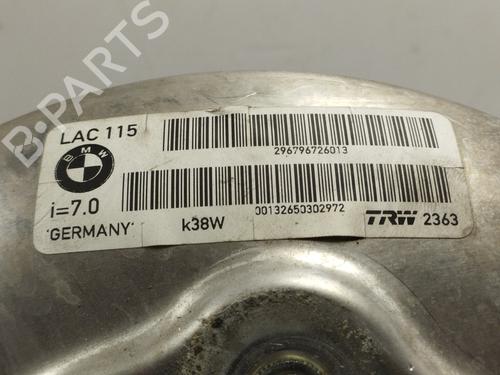 LAC 115
296796726013
BMW
i=7.0
00132650302972
'GERMANY'
k38W
TRW 2363
B-PARTS